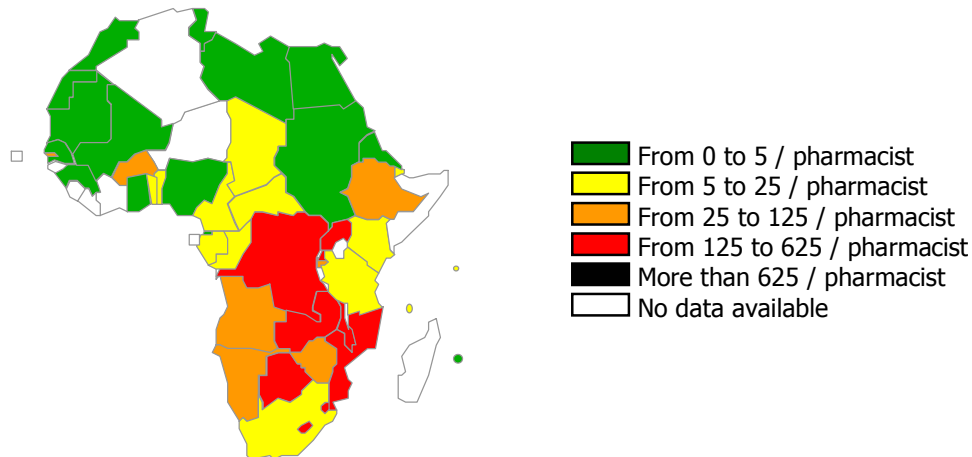 From 0 to 5 / pharmacist
From 5 to 25 / pharmacist
From 25 to 125 / pharmacist
From 125 to 625 / pharmacist
More than 625 / pharmacist
No data available